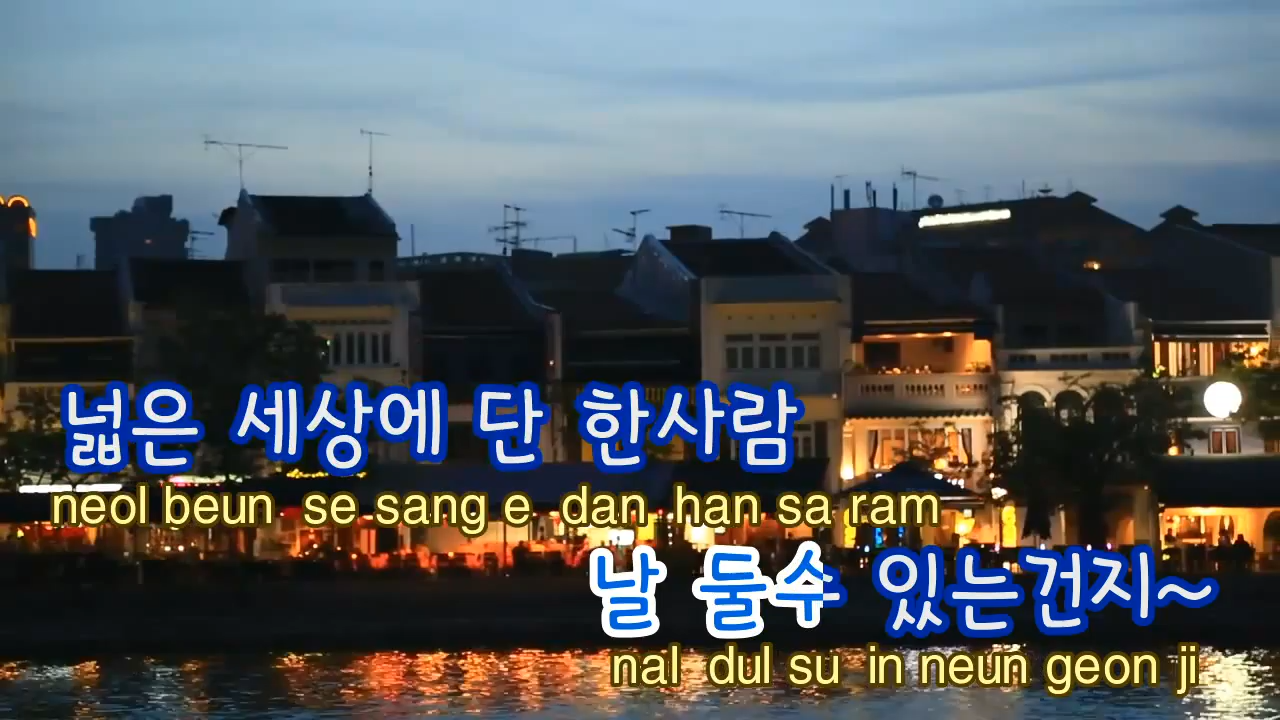 넓은 세상에 단 한사람
neol beun se sang e dan han sa ram
날 둘수 있는건지~
nal dul su in neun geon ji